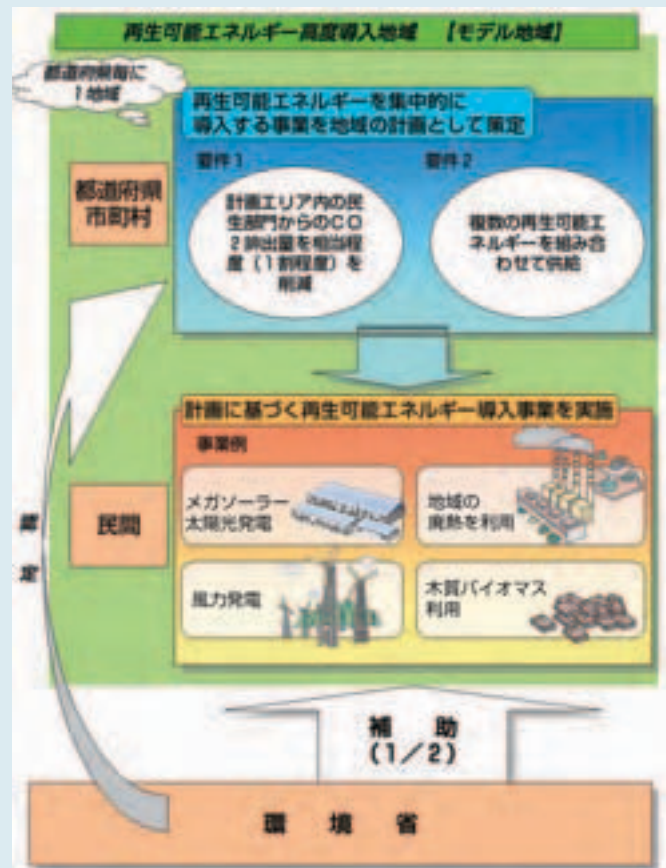 再生可能エネルギー高度導入地域 【モデル地域】
都道府県毎に
1地域
再生可能エネルギーを集中的に
導入する事業を地域の計画として策定
要件1
要件2
都道府県
市町村
計画エリア内の民
生部門からのCO
2排出量を相当程
度(1割程度)を
削減
複数の再生可能エ
ネルギーを組み合
わせて供給
計画に基づく再生可能エネルギー導入事業を実施
事業例
民間
メガソーラー
太陽光発電
地域の
廃熱を利用
風力発電
木質バイオマス
利用
補 助
(1/2)
環 境 省